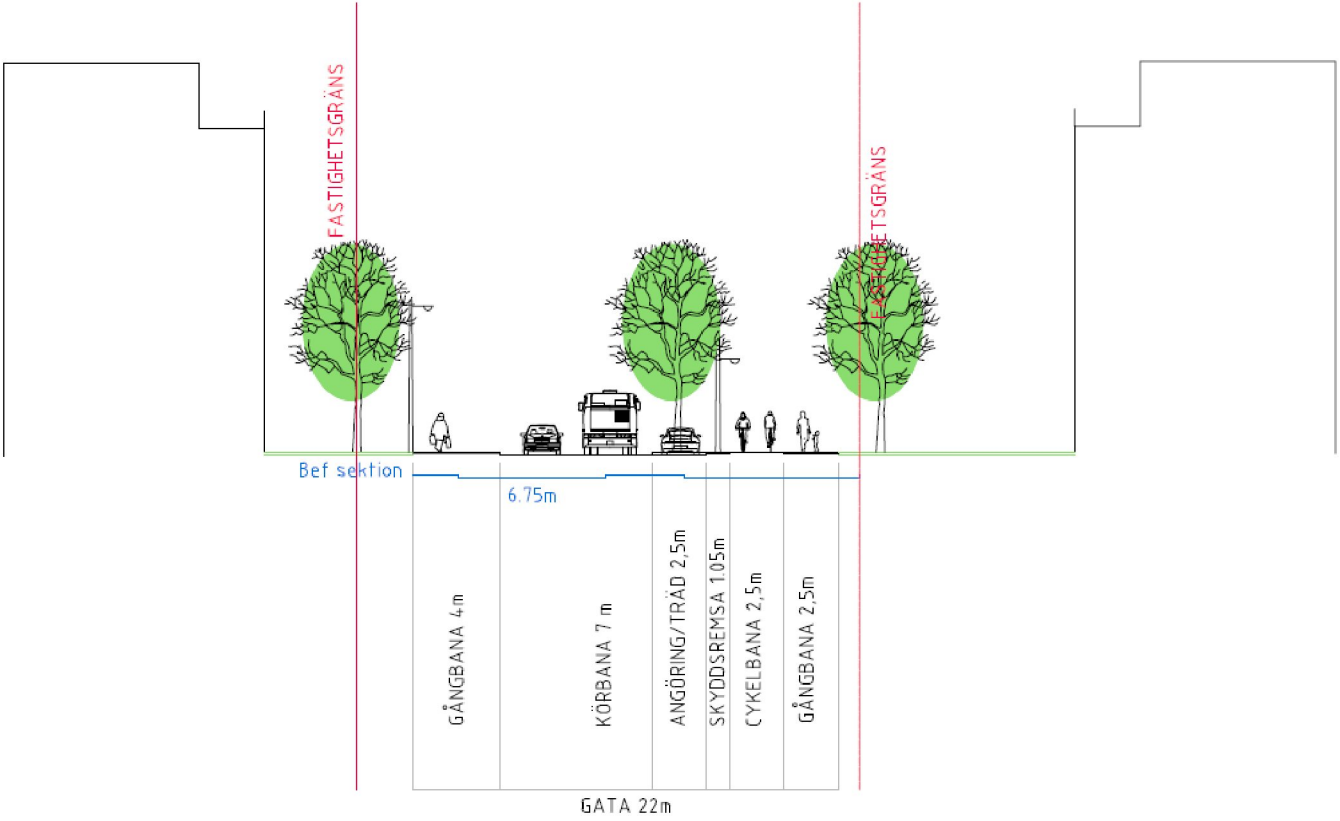 FASTIGHETSGRÄNS
FASTIGHETSGRÄNS
Bef sektion
6.75m
GÅNGBANA 4m
KÖRBANA 7 m
ANGÖRING/TRÄD 2,5m
SKYDDSREMSA 1.05m
CYKELBANA 2,5m
GÅNGBANA 2,5m
GATA 22m